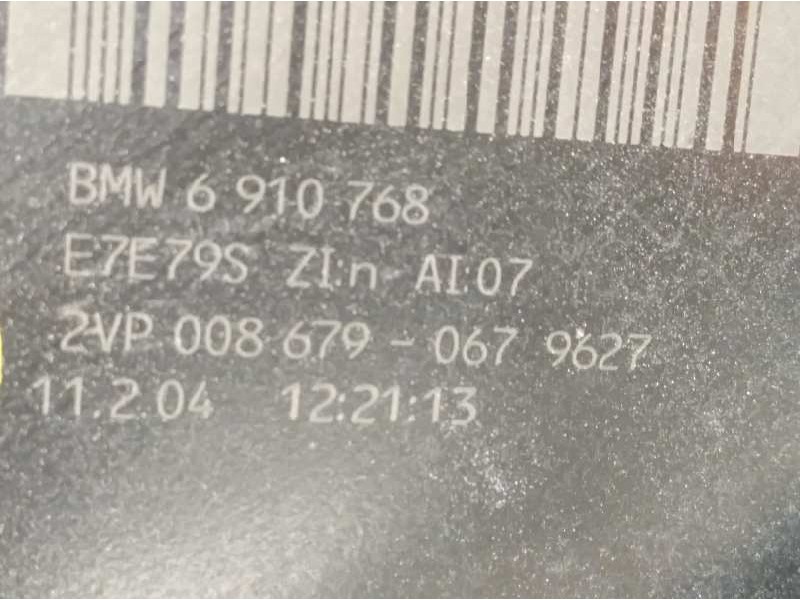 BMW 6 910 768
E7E79S ZI:n AI:07
2VP 008 679 - 067 9627
11.2.04 12:21:13